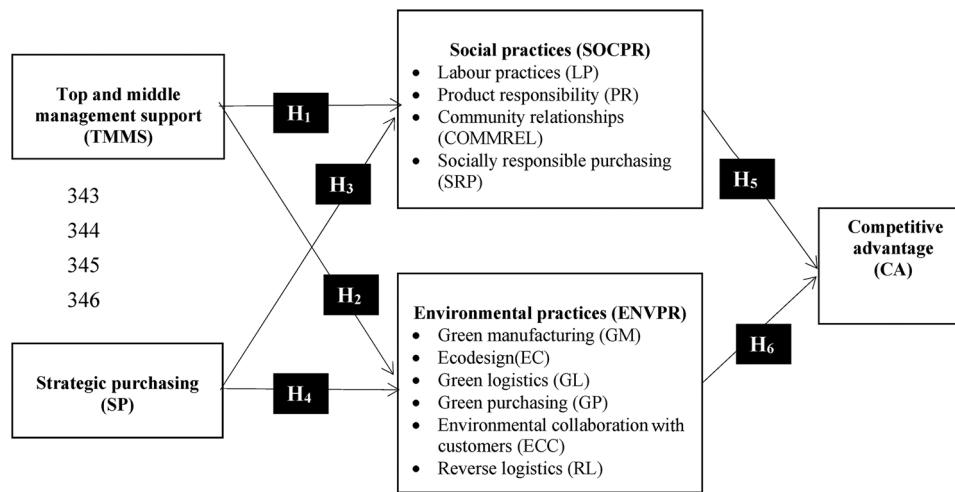 Top and middle
management support
(TMMS)
343
344
345
346
Strategic purchasing
(SP)
H1
H3
H2
H4
Social practices (SOCPR)
• Labour practices (LP)
• Product responsibility (PR)
• Community relationships
(COMMREL)
• Socially responsible purchasing
(SRP)
Environmental practices (ENVPR)
• Green manufacturing (GM)
• Ecodesign(EC)
• Green logistics (GL)
• Green purchasing (GP)
• Environmental collaboration with
customers (ECC)
• Reverse logistics (RL)
H5
H6
Competitive
advantage
(CA)